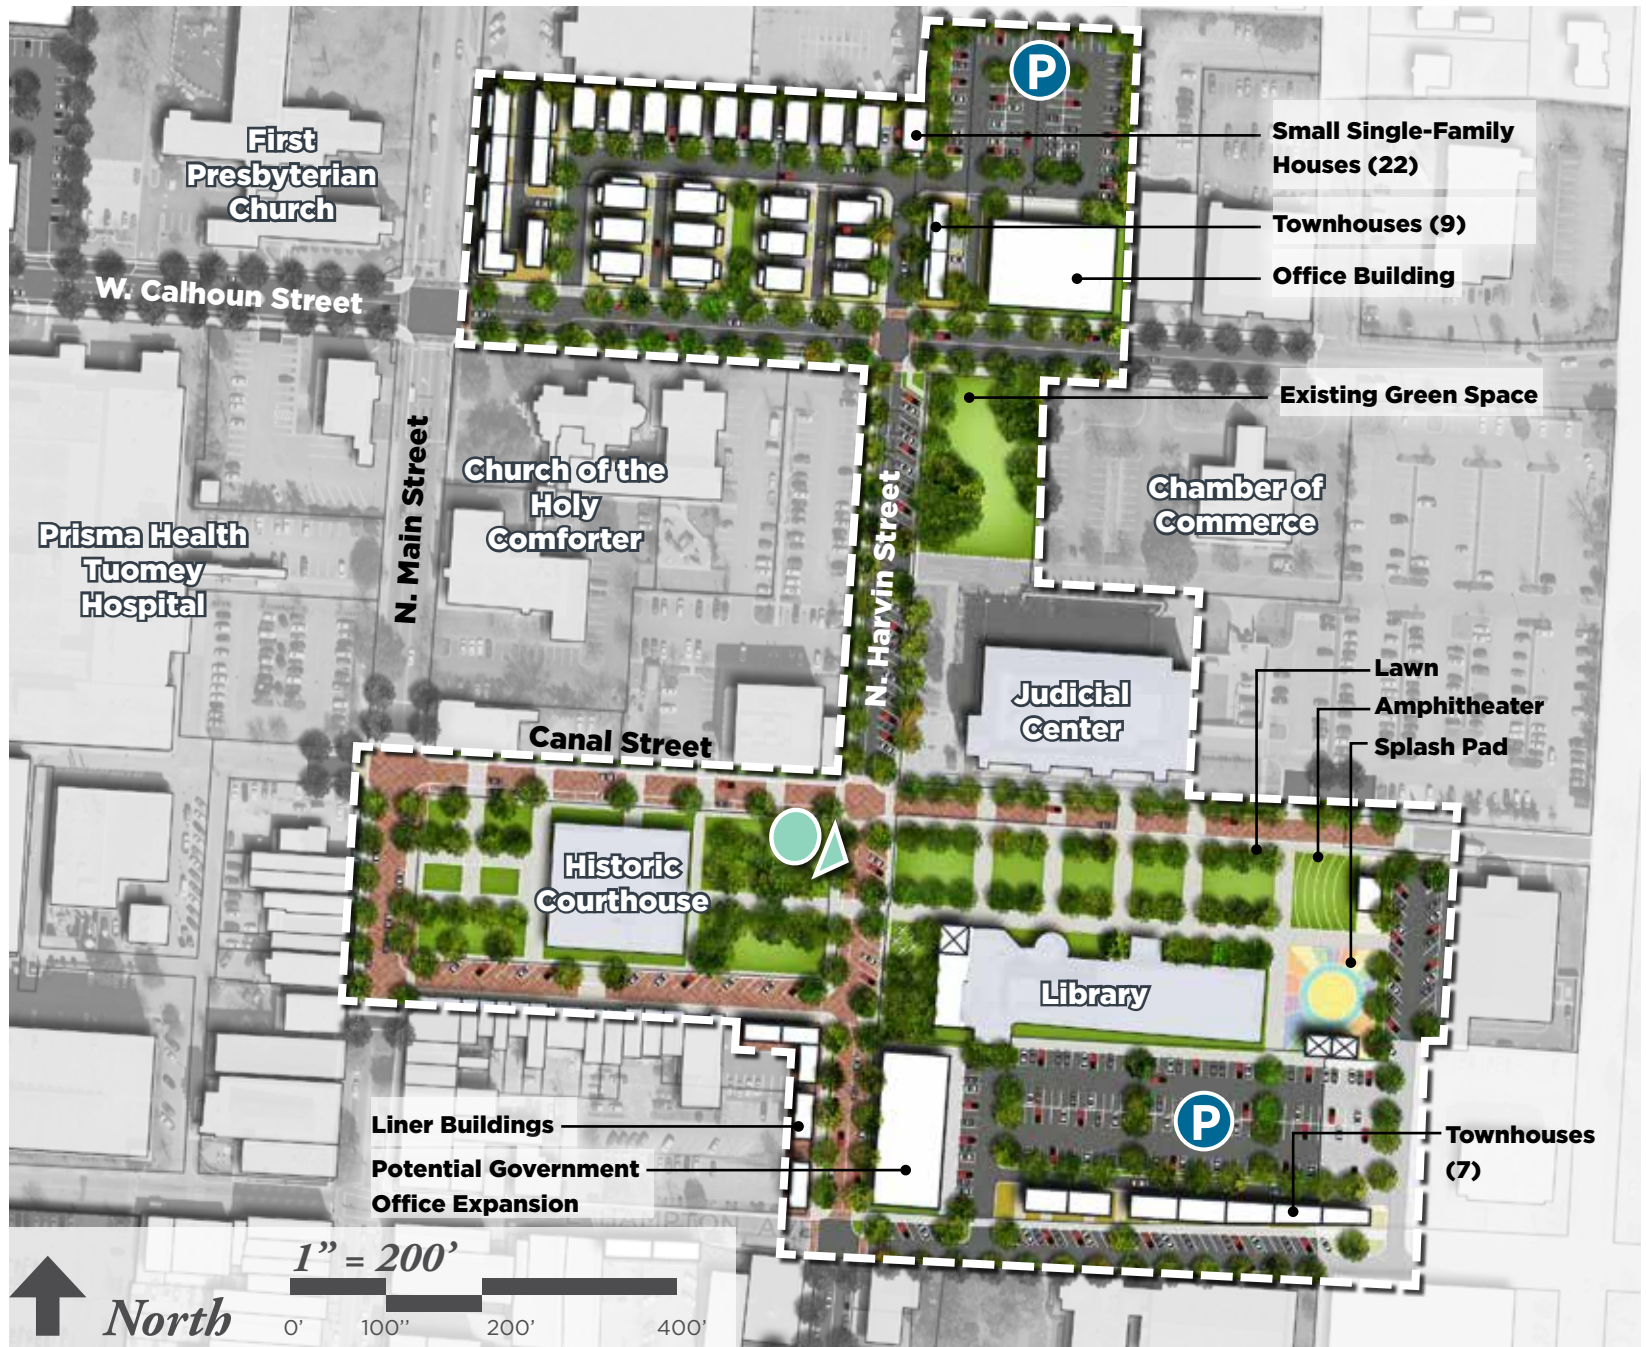 P
Small Single-Family
Houses (22)
First
Presbyterian
Church
Townhouses (9)
Office Building
W. Calhoun Street
Existing Green Space
N. Main Street
Church of the
Holy
Comforter
N. Harvin Street
Chamber of
Commerce
Prisma Health
Tuomey
Hospital
Lawn
Judicial
Center
Amphitheater
Canal Street
Splash Pad
Historic
Courthouse
Library
P
Liner Buildings
Townhouses
(7)
Potential Government
Office Expansion
HAMPTON A
1” = 200’
North
0'
100''
200'
400'